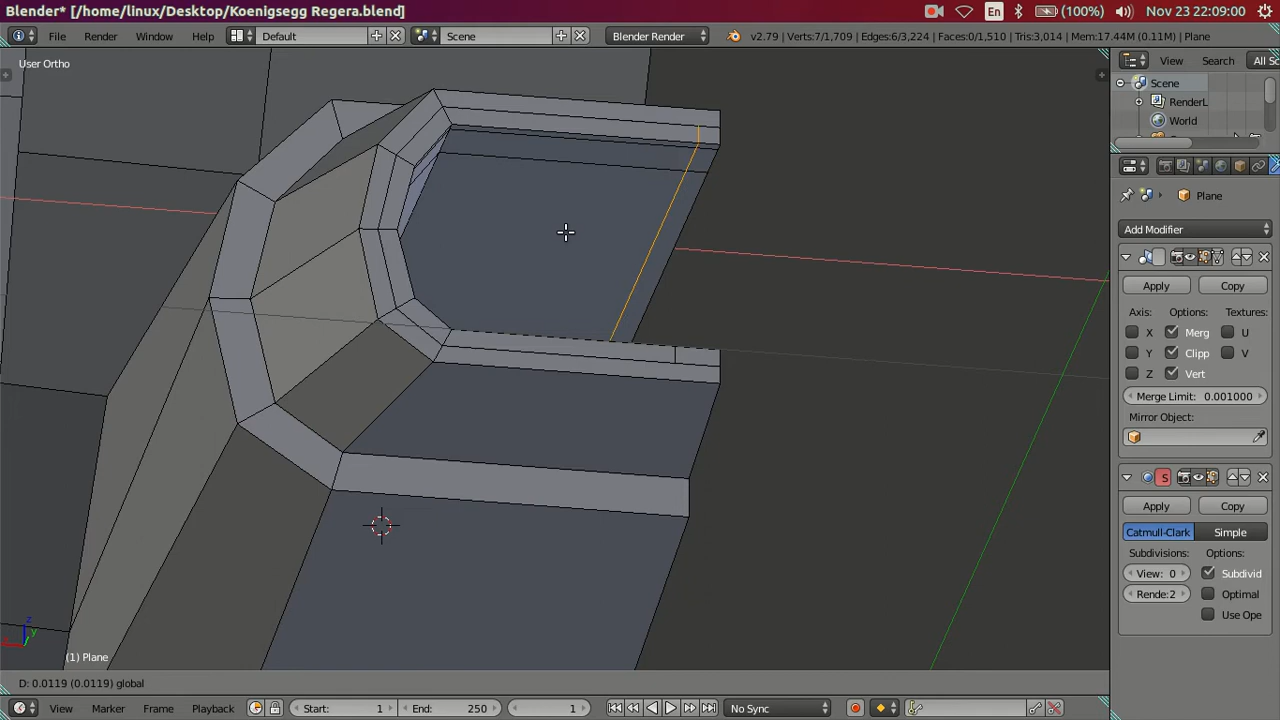 Blender* [/home/linux/Desktop/Koenigsegg Regera.blend]
En
(100%)
Nov 23 22:09:00
File Render Window Help
Default
Scene
Blender Render
v2.79 | Verts:7/1,709 | Edges:6/3,224 | Faces:0/1,510 | Tris:3,014 | Mem:17.44M (0.11M) | Plane
User Ortho
View Search All Sc
Scene
RenderL
World
Plane
Add Modifier
Apply Copy
Axis: Options: Textures:
X Merg U
Y Clipp V
Z Vert
Merge Limit: 0.001000
Mirror Object:
S
Apply Copy
Catmull-Clark Simple
Subdivisions: Options:
View: 0 Subdivid
Rende: 2 Optimal
Use Ope
z
y
x
(1) Plane
D: 0.0119 (0.0119) global
View Marker Frame Playback
Start: 1
End: 250
1
No Sync